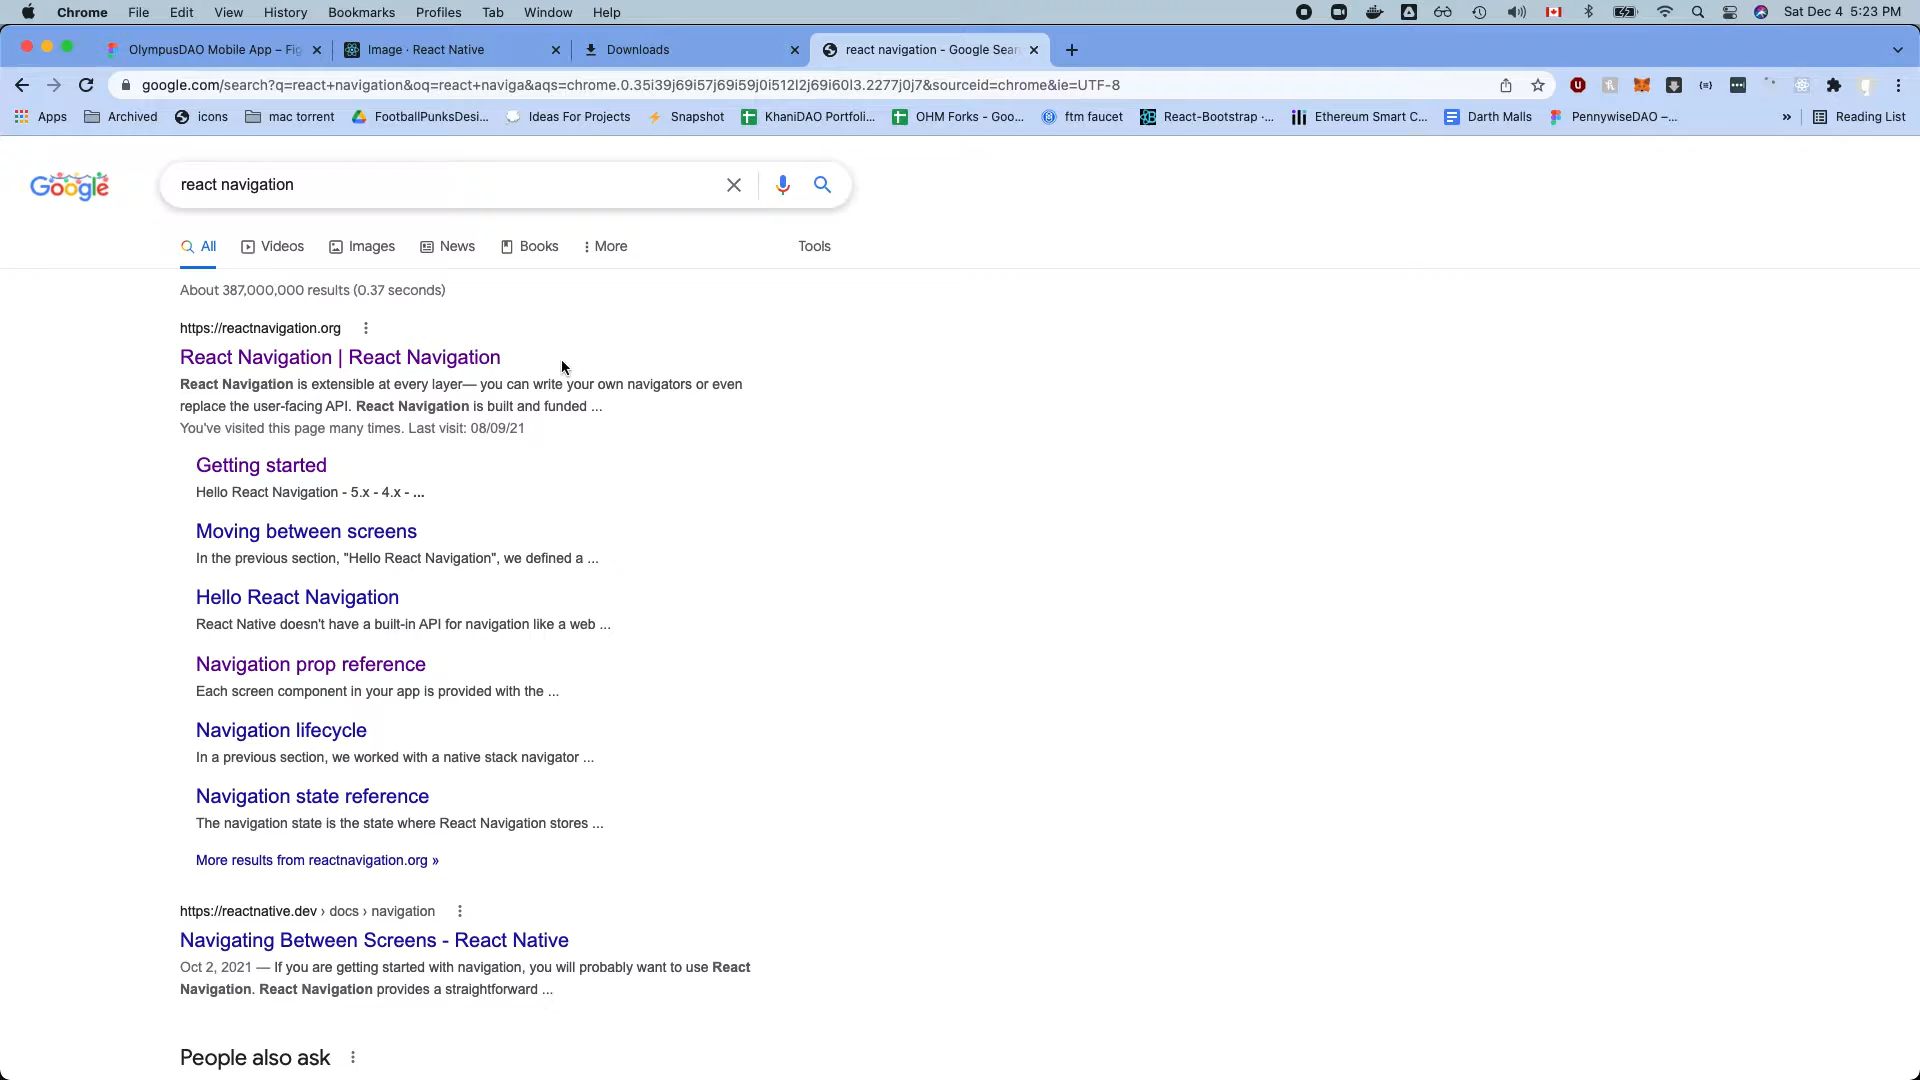 Chrome File Edit View History Bookmarks Profiles Tab Window Help Sat Dec 4 5:23 PM
OlympusDAO Mobile App – Fig Image · React Native Downloads react navigation - Google Sear
google.com/search?q=react+navigation&oq=react+naviga&aqs=chrome.0.35i39j69i57j69i59j0i512l2j69i60l3.2277j0j7&sourceid=chrome&ie=UTF-8
Apps Archived icons mac torrent FootballPunksDesi... Ideas For Projects Snapshot KhaniDAO Portfoli... OHM Forks - Goo... ftm faucet React-Bootstrap ·... Ethereum Smart C... Darth Malls PennywiseDAO –... » Reading List
Google
react navigation
All Videos Images News Books More Tools
About 387,000,000 results (0.37 seconds)
https://reactnavigation.org
React Navigation | React Navigation
React Navigation is extensible at every layer— you can write your own navigators or even
replace the user-facing API. React Navigation is built and funded ...
You've visited this page many times. Last visit: 08/09/21
Getting started
Hello React Navigation - 5.x - 4.x - ...
Moving between screens
In the previous section, "Hello React Navigation", we defined a ...
Hello React Navigation
React Native doesn't have a built-in API for navigation like a web ...
Navigation prop reference
Each screen component in your app is provided with the ...
Navigation lifecycle
In a previous section, we worked with a native stack navigator ...
Navigation state reference
The navigation state is the state where React Navigation stores ...
More results from reactnavigation.org »
https://reactnative.dev › docs › navigation
Navigating Between Screens - React Native
Oct 2, 2021 — If you are getting started with navigation, you will probably want to use React
Navigation. React Navigation provides a straightforward ...
People also ask